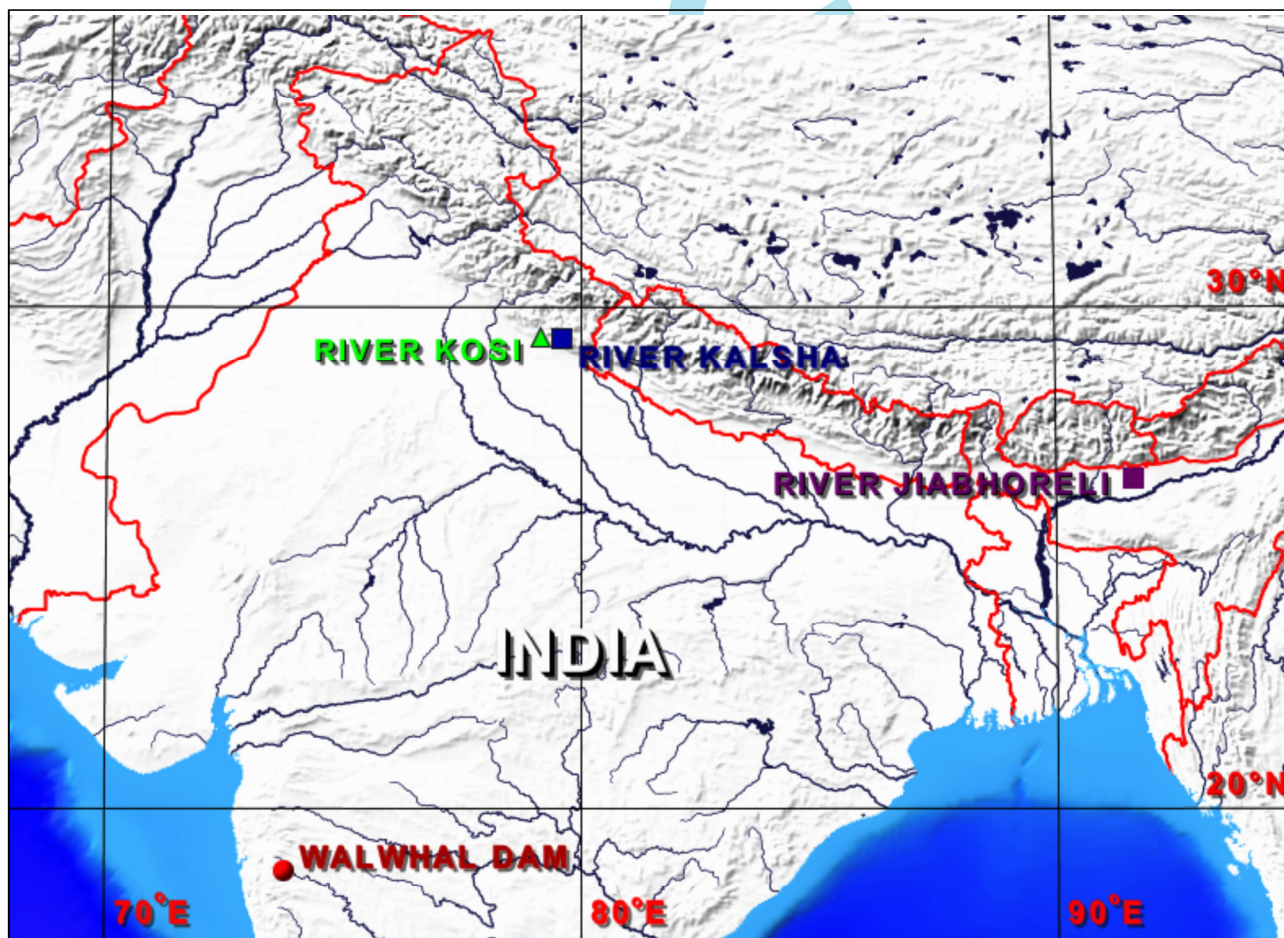 30°N
RIVER KOSI
RIVER KALSHA
RIVER JIABHORELI
INDIA
20°N
WALWHAL DAM
70°E
80°E
90°E